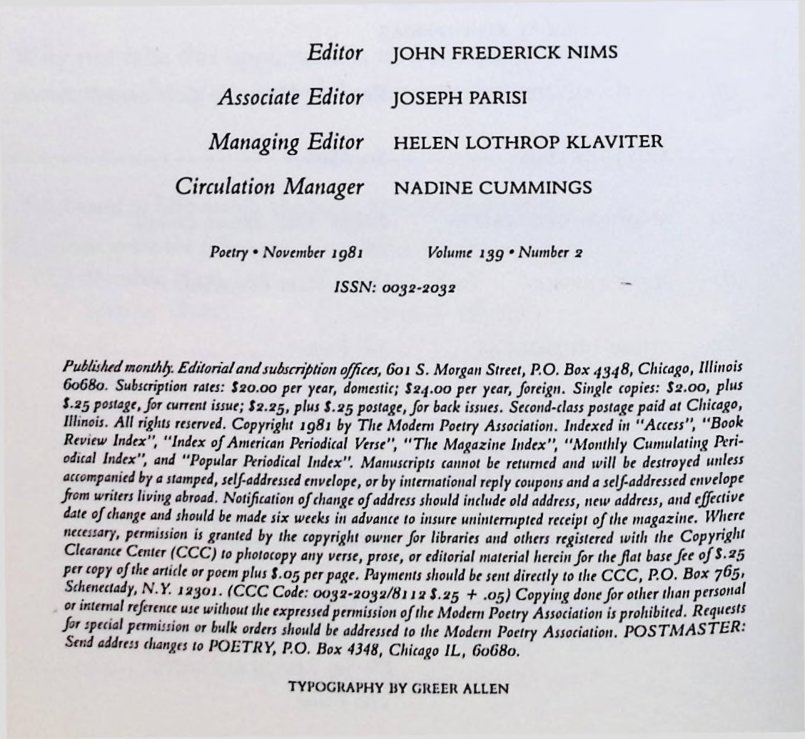 Editor JOHN FREDERICK NIMS
Associate Editor JOSEPH PARISI
Managing Editor HELEN LOTHROP KLAVITER
Circulation Manager NADINE CUMMINGS
Poetry • November 1981 Volume 139 • Number 2
ISSN: 0032-2032
Published monthly. Editorial and subscription offices, 601 S. Morgan Street, P.O. Box 4348, Chicago, Illinois
60680. Subscription rates: $20.00 per year, domestic; $24.00 per year, foreign. Single copies: $2.00, plus
$.25 postage, for current issue; $2.25, plus $.25 postage, for back issues. Second-class postage paid at Chicago,
Illinois. All rights reserved. Copyright 1981 by The Modern Poetry Association. Indexed in "Access", "Book
Review Index", "Index of American Periodical Verse", "The Magazine Index", "Monthly Cumulating Peri-
odical Index", and "Popular Periodical Index". Manuscripts cannot be returned and will be destroyed unless
accompanied by a stamped, self-addressed envelope, or by international reply coupons and a self-addressed envelope
from writers living abroad. Notification of change of address should include old address, new address, and effective
date of change and should be made six weeks in advance to insure uninterrupted receipt of the magazine. Where
necessary, permission is granted by the copyright owner for libraries and others registered with the Copyright
Clearance Center (CCC) to photocopy any verse, prose, or editorial material herein for the flat base fee of $.25
per copy of the article or poem plus $.05 per page. Payments should be sent directly to the CCC, P.O. Box 765,
Schenectady, N.Y. 12301. (CCC Code: 0032-2032/8112 $.25 + .05) Copying done for other than personal
or internal reference use without the expressed permission of the Modern Poetry Association is prohibited. Requests
for special permission or bulk orders should be addressed to the Modern Poetry Association. POSTMASTER:
Send address changes to POETRY, P.O. Box 4348, Chicago IL, 60680.
TYPOGRAPHY BY GREER ALLEN